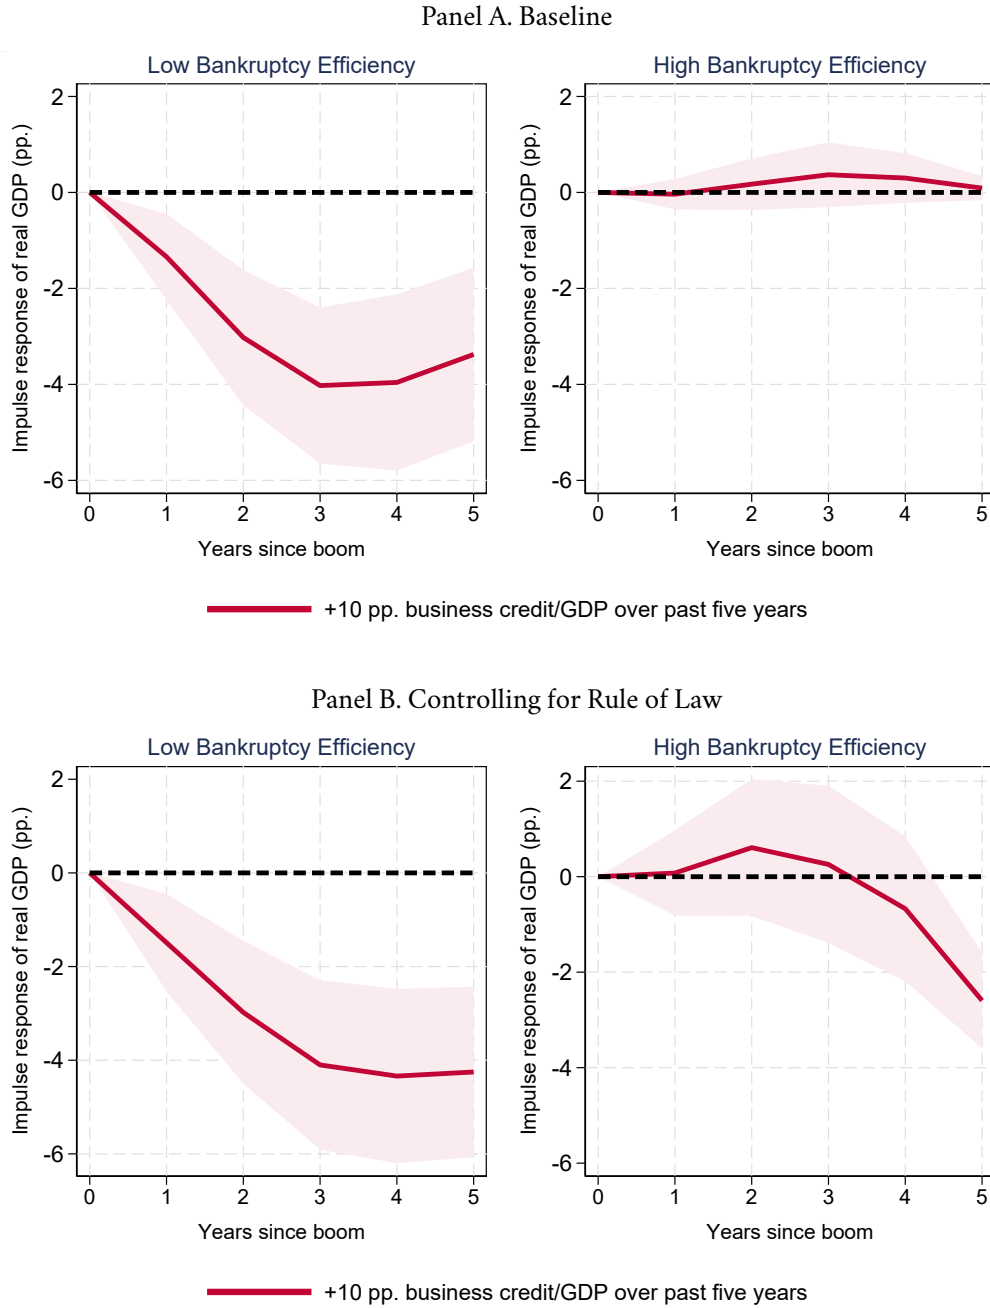 Panel A. Baseline
Low Bankruptcy Efficiency
Impulse response of real GDP (pp.)
2
0
-2
-4
-6
0 1 2 3 4 5
Years since boom
High Bankruptcy Efficiency
Impulse response of real GDP (pp.)
2
0
-2
-4
-6
0 1 2 3 4 5
Years since boom
+10 pp. business credit/GDP over past five years
Panel B. Controlling for Rule of Law
Low Bankruptcy Efficiency
Impulse response of real GDP (pp.)
2
0
-2
-4
-6
0 1 2 3 4 5
Years since boom
High Bankruptcy Efficiency
Impulse response of real GDP (pp.)
2
0
-2
-4
-6
0 1 2 3 4 5
Years since boom
+10 pp. business credit/GDP over past five years